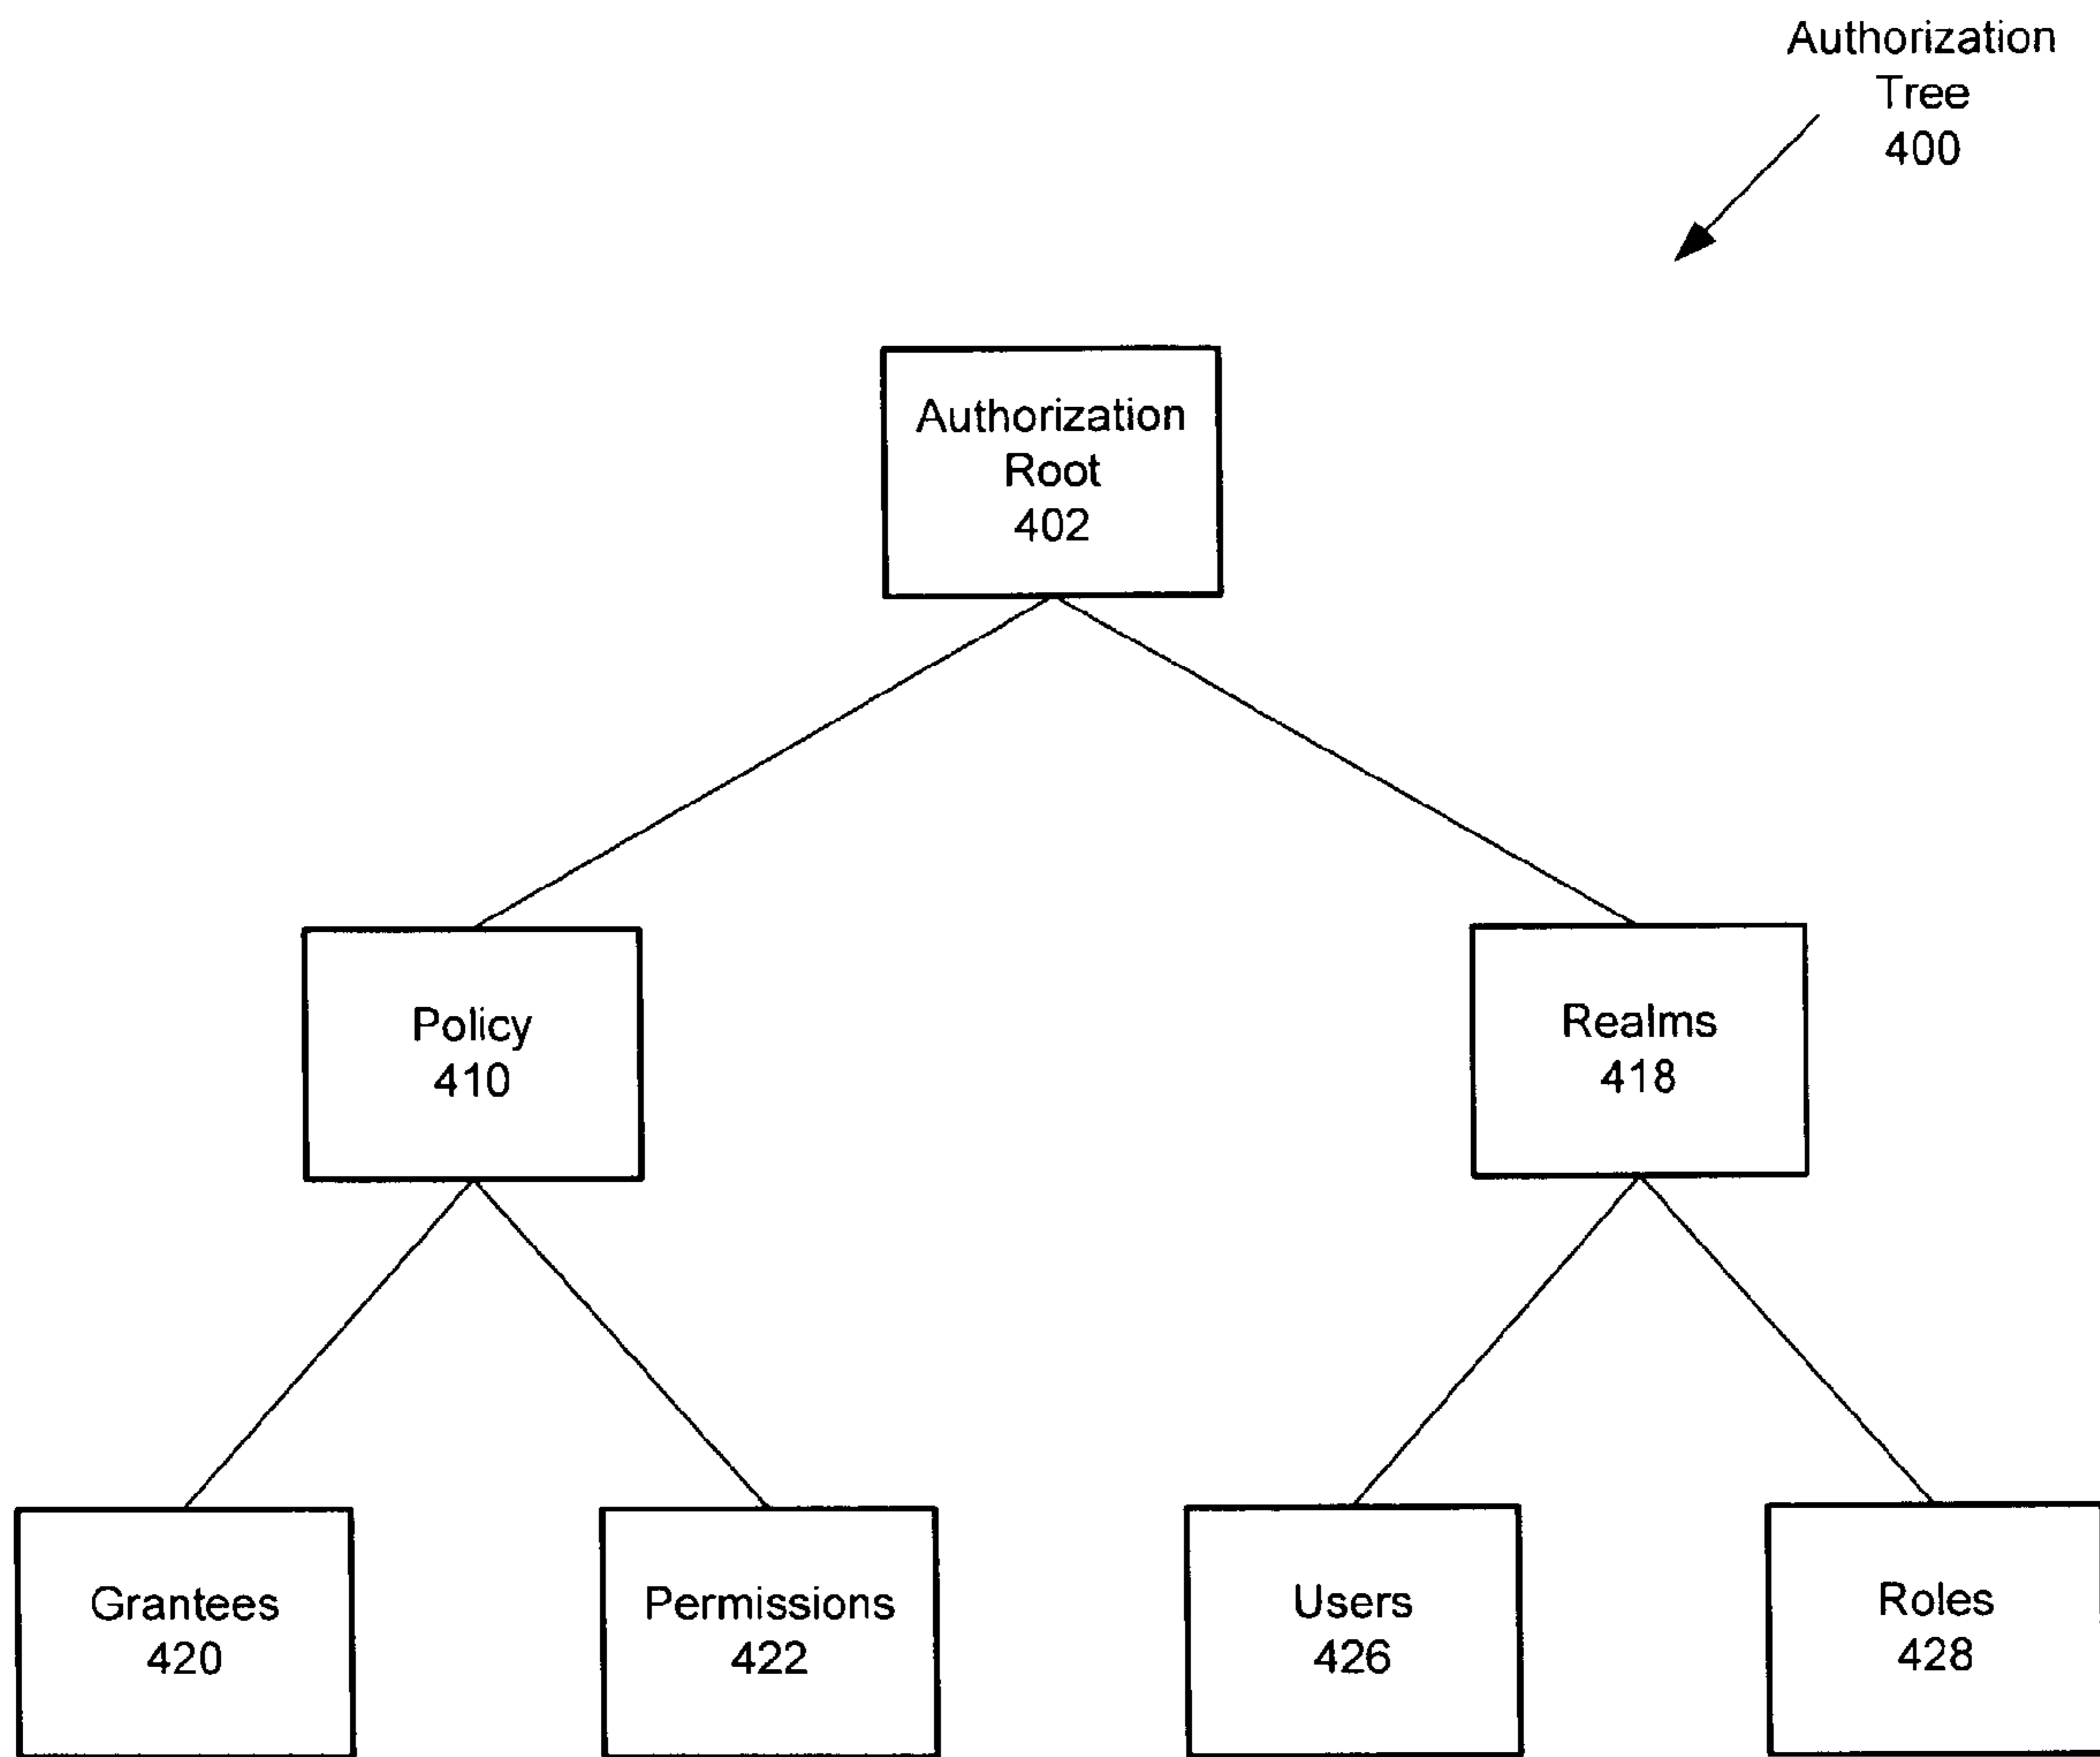 Authorization
Tree
400
Authorization
Root
402
Policy
410
Realms
418
Grantees
420
Permissions
422
Users
426
Roles
428